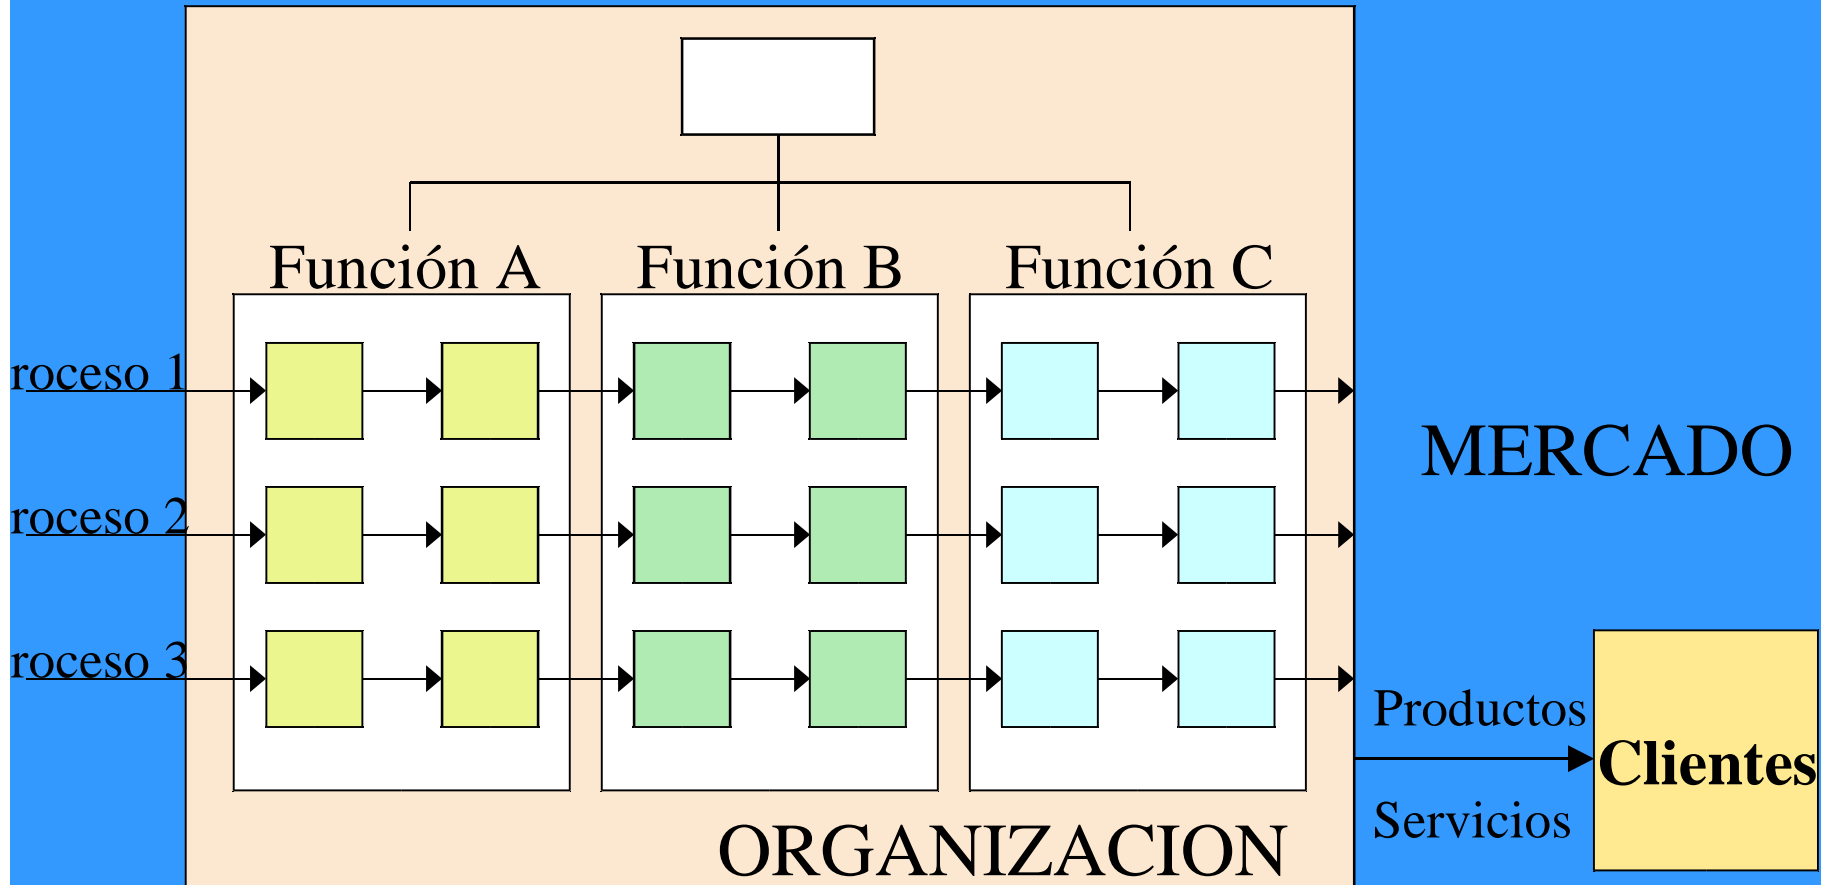 Función A Función B Función C
roceso 1
MERCADO
roceso 2
roceso 3
Productos
Clientes
Servicios
ORGANIZACION